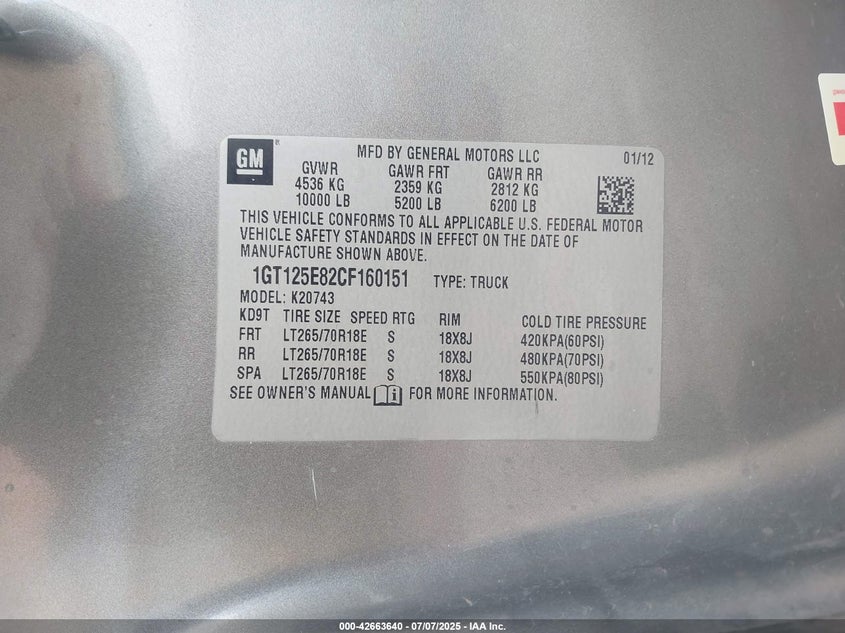 GM ®
MFD BY GENERAL MOTORS LLC 01/12
GVWR GAWR FRT GAWR RR
4536 KG 2359 KG 2812 KG
10000 LB 5200 LB 6200 LB
THIS VEHICLE CONFORMS TO ALL APPLICABLE U.S. FEDERAL MOTOR
VEHICLE SAFETY STANDARDS IN EFFECT ON THE DATE OF
MANUFACTURE SHOWN ABOVE.
1GT125E82CF160151 TYPE: TRUCK
MODEL: K20743
KD9T TIRE SIZE SPEED RTG RIM COLD TIRE PRESSURE
FRT LT265/70R18E S 18X8J 420KPA(60PSI)
RR LT265/70R18E S 18X8J 480KPA(70PSI)
SPA LT265/70R18E S 18X8J 550KPA(80PSI)
SEE OWNER'S MANUAL i FOR MORE INFORMATION.
000-42663640 - 07/07/2025 - IAA Inc.